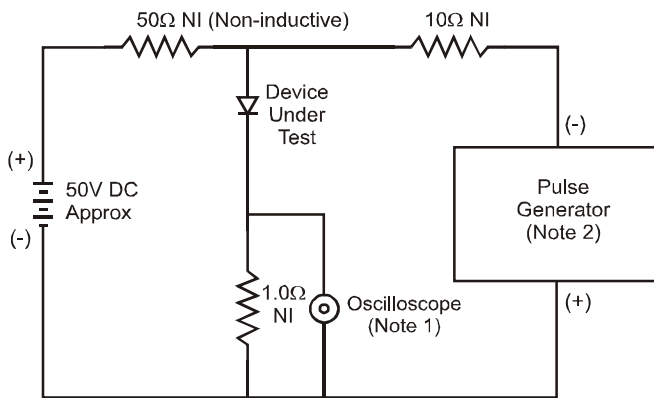 50Ω NI (Non-inductive)
10Ω NI
Device
Under
Test
(+)
50V DC
Approx
(-)
(-)
Pulse
Generator
(Note 2)
(+)
1.0Ω
NI
Oscilloscope
(Note 1)